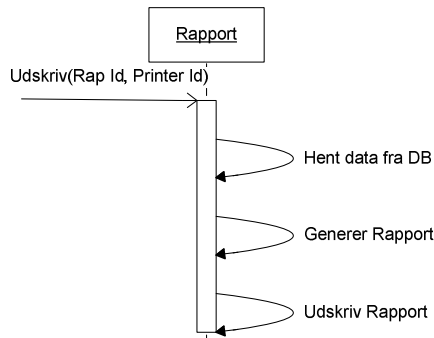 Rapport
Udskriv(Rap Id, Printer Id)
Hent data fra DB
Generer Rapport
Udskriv Rapport